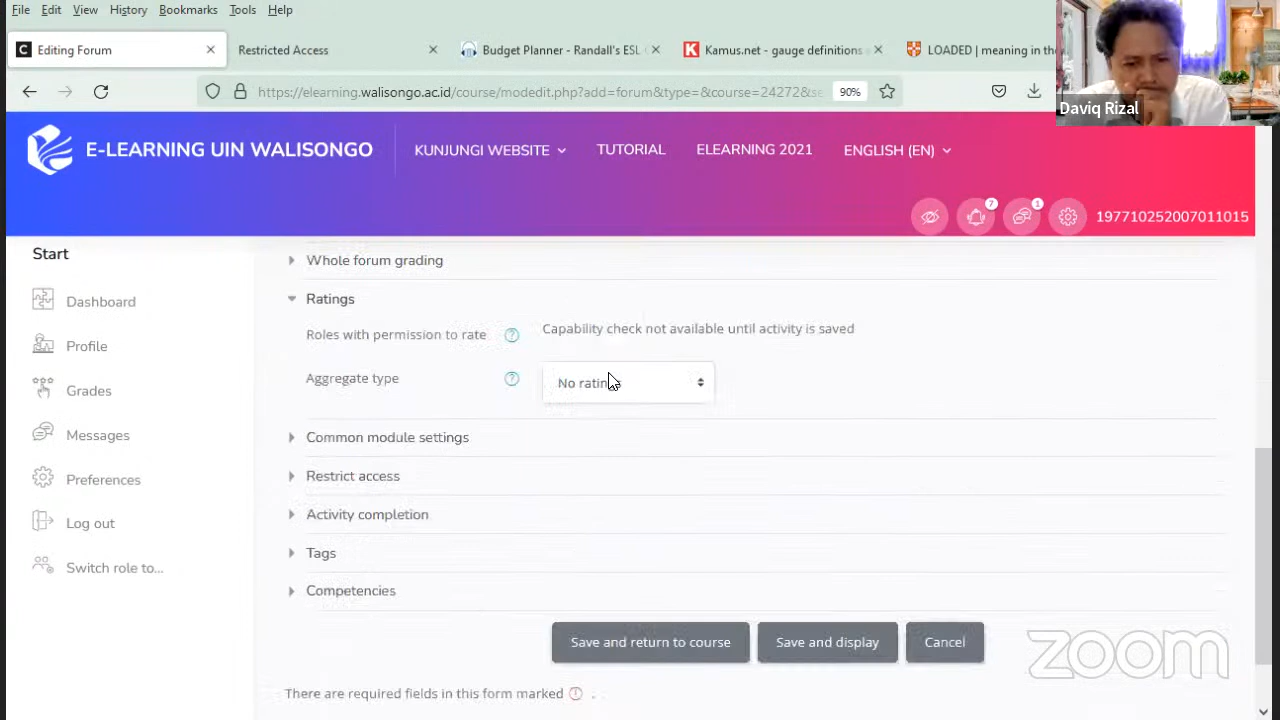 File Edit View History Bookmarks Tools Help
Editing Forum
Restricted Access
Budget Planner - Randall's ESL
Kamus.net - gauge definitions
LOADED | meaning in the
https://elearning.walisongo.ac.id/course/modedit.php?add=forum&type=&course=24272&se
90%
Daviq Rizal
E-LEARNING UIN WALISONGO
KUNJUNGI WEBSITE
TUTORIAL
ELEARNING 2021
ENGLISH (EN)
7
1
197710252007011015
Start
Dashboard
Profile
Grades
Messages
Preferences
Log out
Switch role to...
Whole forum grading
Ratings
Roles with permission to rate
Capability check not available until activity is saved
Aggregate type
No ratings
Common module settings
Restrict access
Activity completion
Tags
Competencies
Save and return to course
Save and display
Cancel
There are required fields in this form marked .
zoom